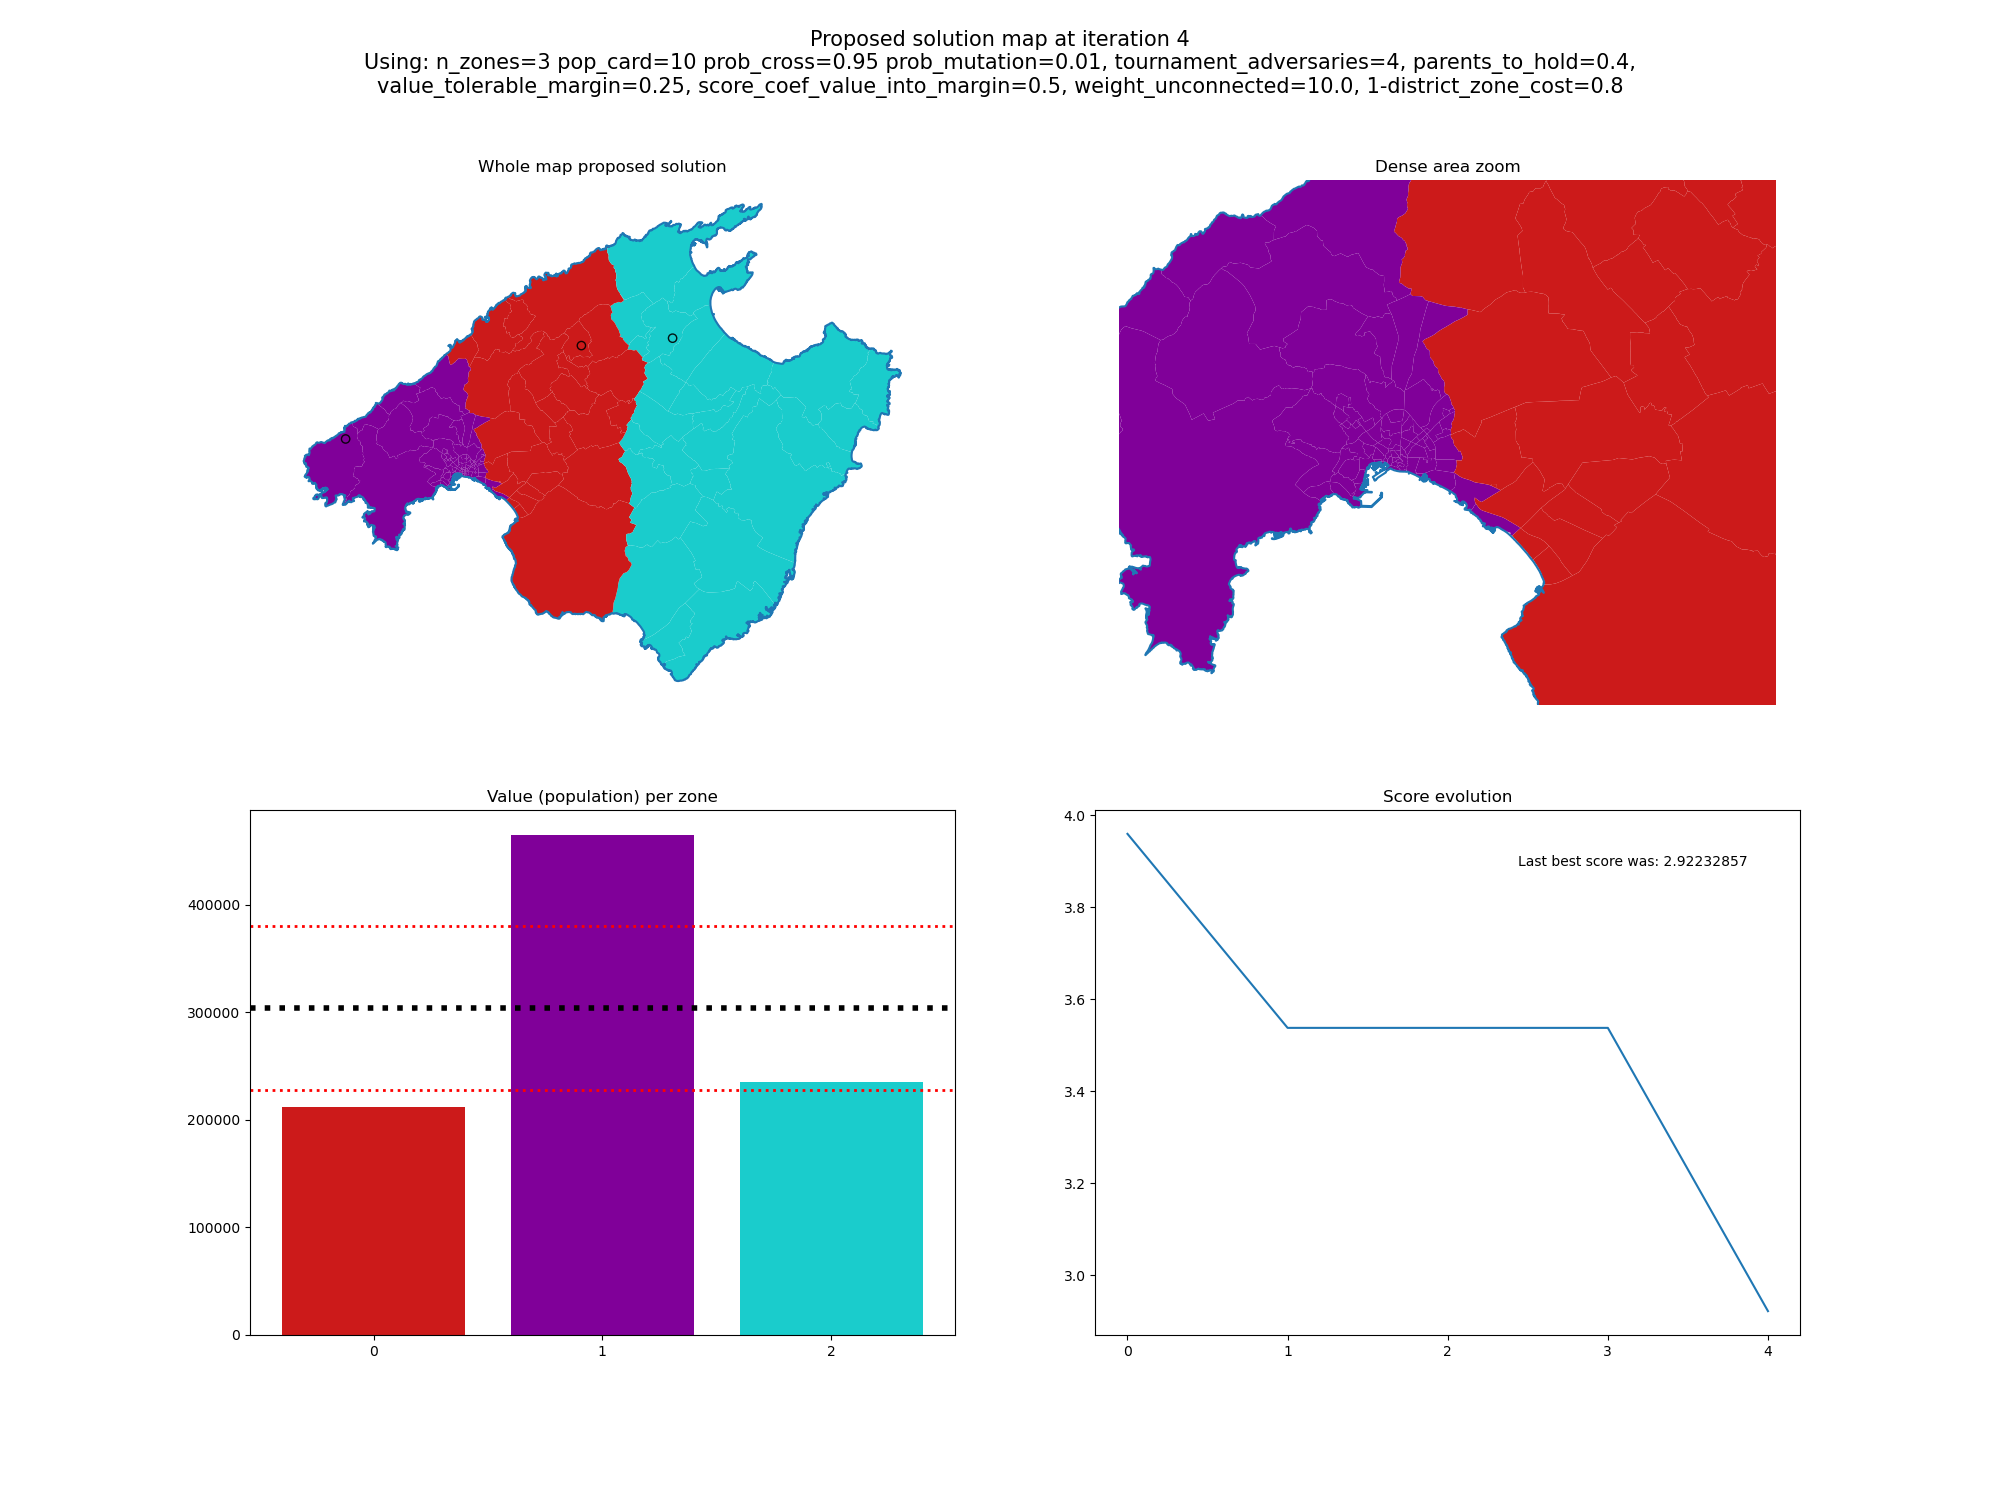 Proposed solution map at iteration 4
Using: n_zones=3 pop_card=10 prob_cross=0.95 prob_mutation=0.01, tournament_adversaries=4, parents_to_hold=0.4,
value_tolerable_margin=0.25, score_coef_value_into_margin=0.5, weight_unconnected=10.0, 1-district_zone_cost=0.8
Whole map proposed solution
Dense area zoom
Value (population) per zone
400000
300000
200000
100000
0
0
1
2
Score evolution
Last best score was: 2.92232857
4.0
3.8
3.6
3.4
3.2
3.0
0
1
2
3
4